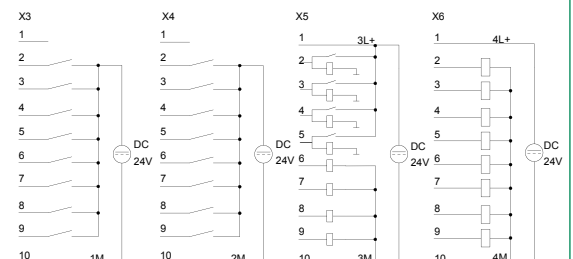 X3 X4 X5 X6
1 1 1 3L+ 1 4L+
2 2 2 2
3 3 3 3
4 4 4 4
5 5 5 5
DC DC DC DC
6 24V 6 24V 6 24V 6 24V
7 7 7 7
8 8 8 8
9 9 9 9
10 1M 10 2M 10 3M 10 4M